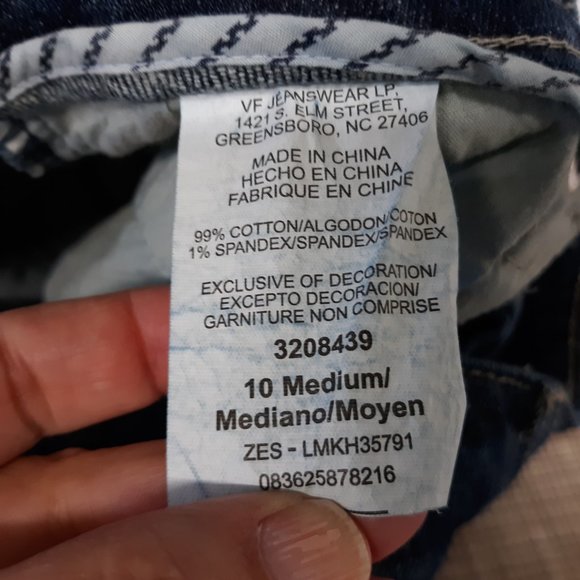 VF JEANSWEAR LP,
1421 S. ELM STREET,
GREENSBORO, NC 27406
MADE IN CHINA
HECHO EN CHINA
FABRIQUE EN CHINE
99% COTTON/ALGODON/COTON
1% SPANDEX/SPANDEX/SPANDEX
EXCLUSIVE OF DECORATION/
EXCEPTO DECORACION/
GARNITURE NON COMPRISE
3208439
10 Medium/
Mediano/Moyen
ZES - LMKH35791
083625878216